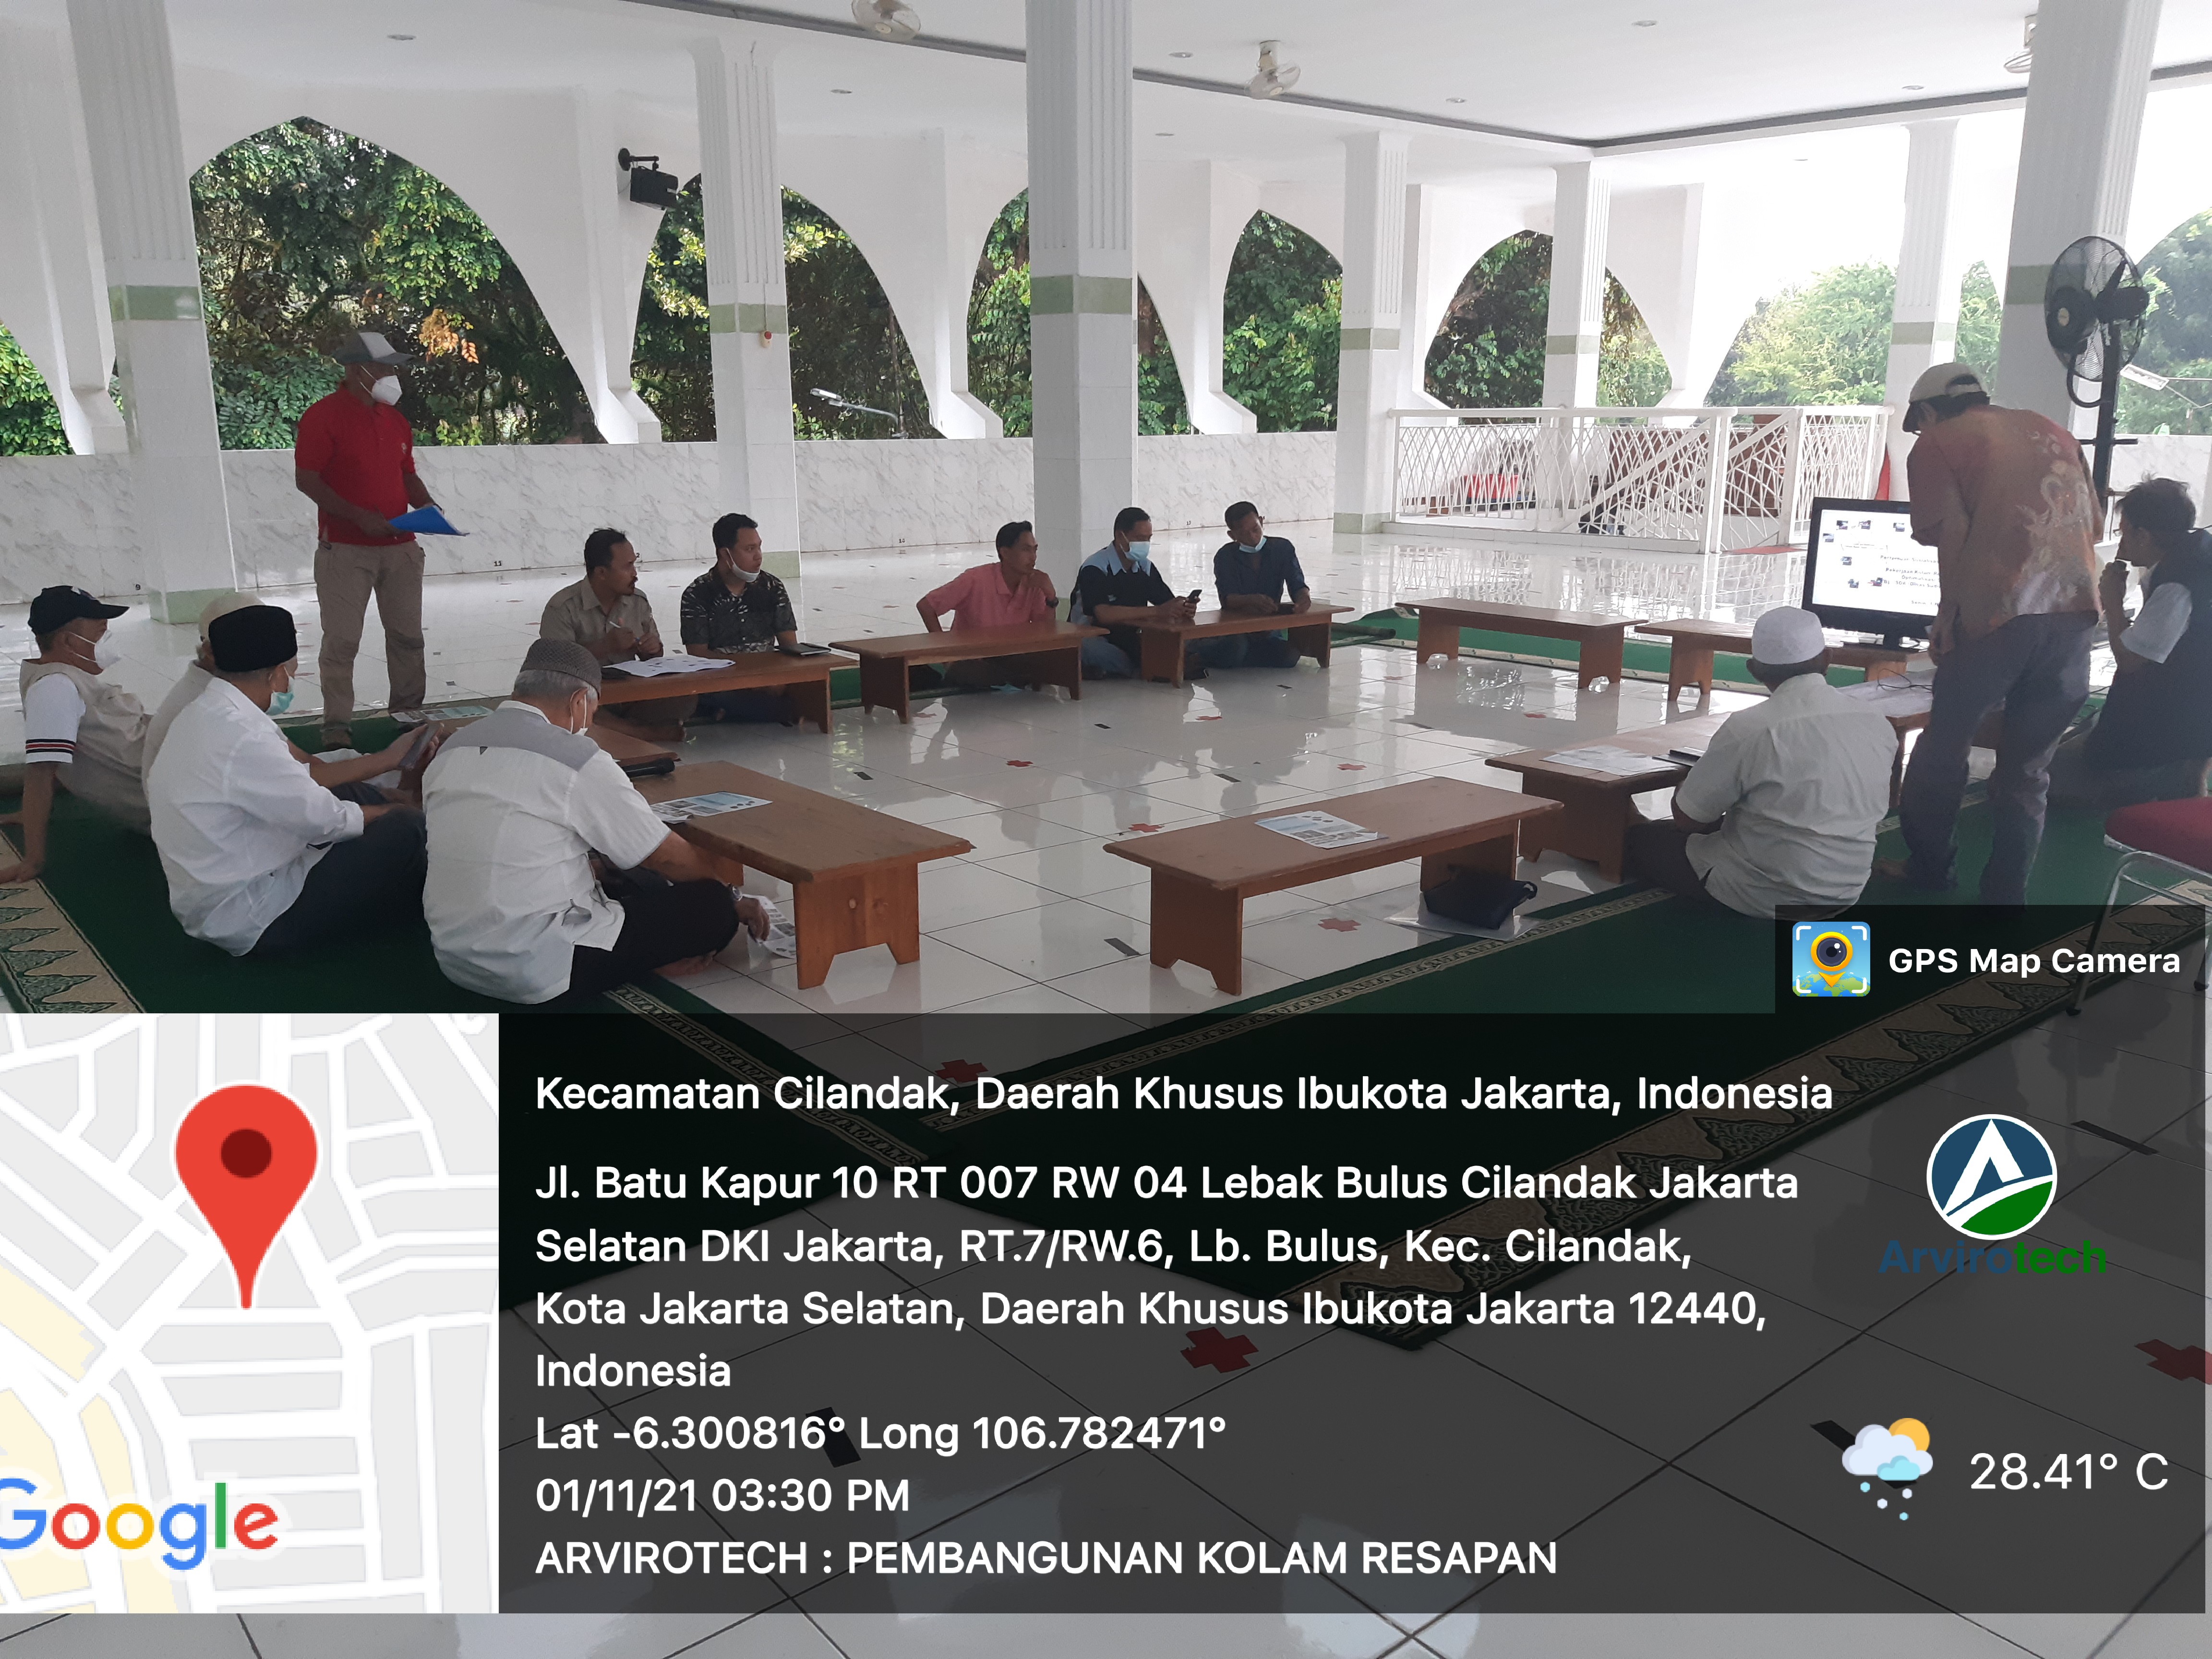 GPS Map Camera
Kecamatan Cilandak, Daerah Khusus Ibukota Jakarta, Indonesia
Jl. Batu Kapur 10 RT 007 RW 04 Lebak Bulus Cilandak Jakarta
Selatan DKI Jakarta, RT.7/RW.6, Lb. Bulus, Kec. Cilandak,
Kota Jakarta Selatan, Daerah Khusus Ibukota Jakarta 12440,
Indonesia
Lat -6.300816° Long 106.782471°
01/11/21 03:30 PM
ARVIROTECH : PEMBANGUNAN KOLAM RESAPAN
Arvirotech
28.41° C
Google